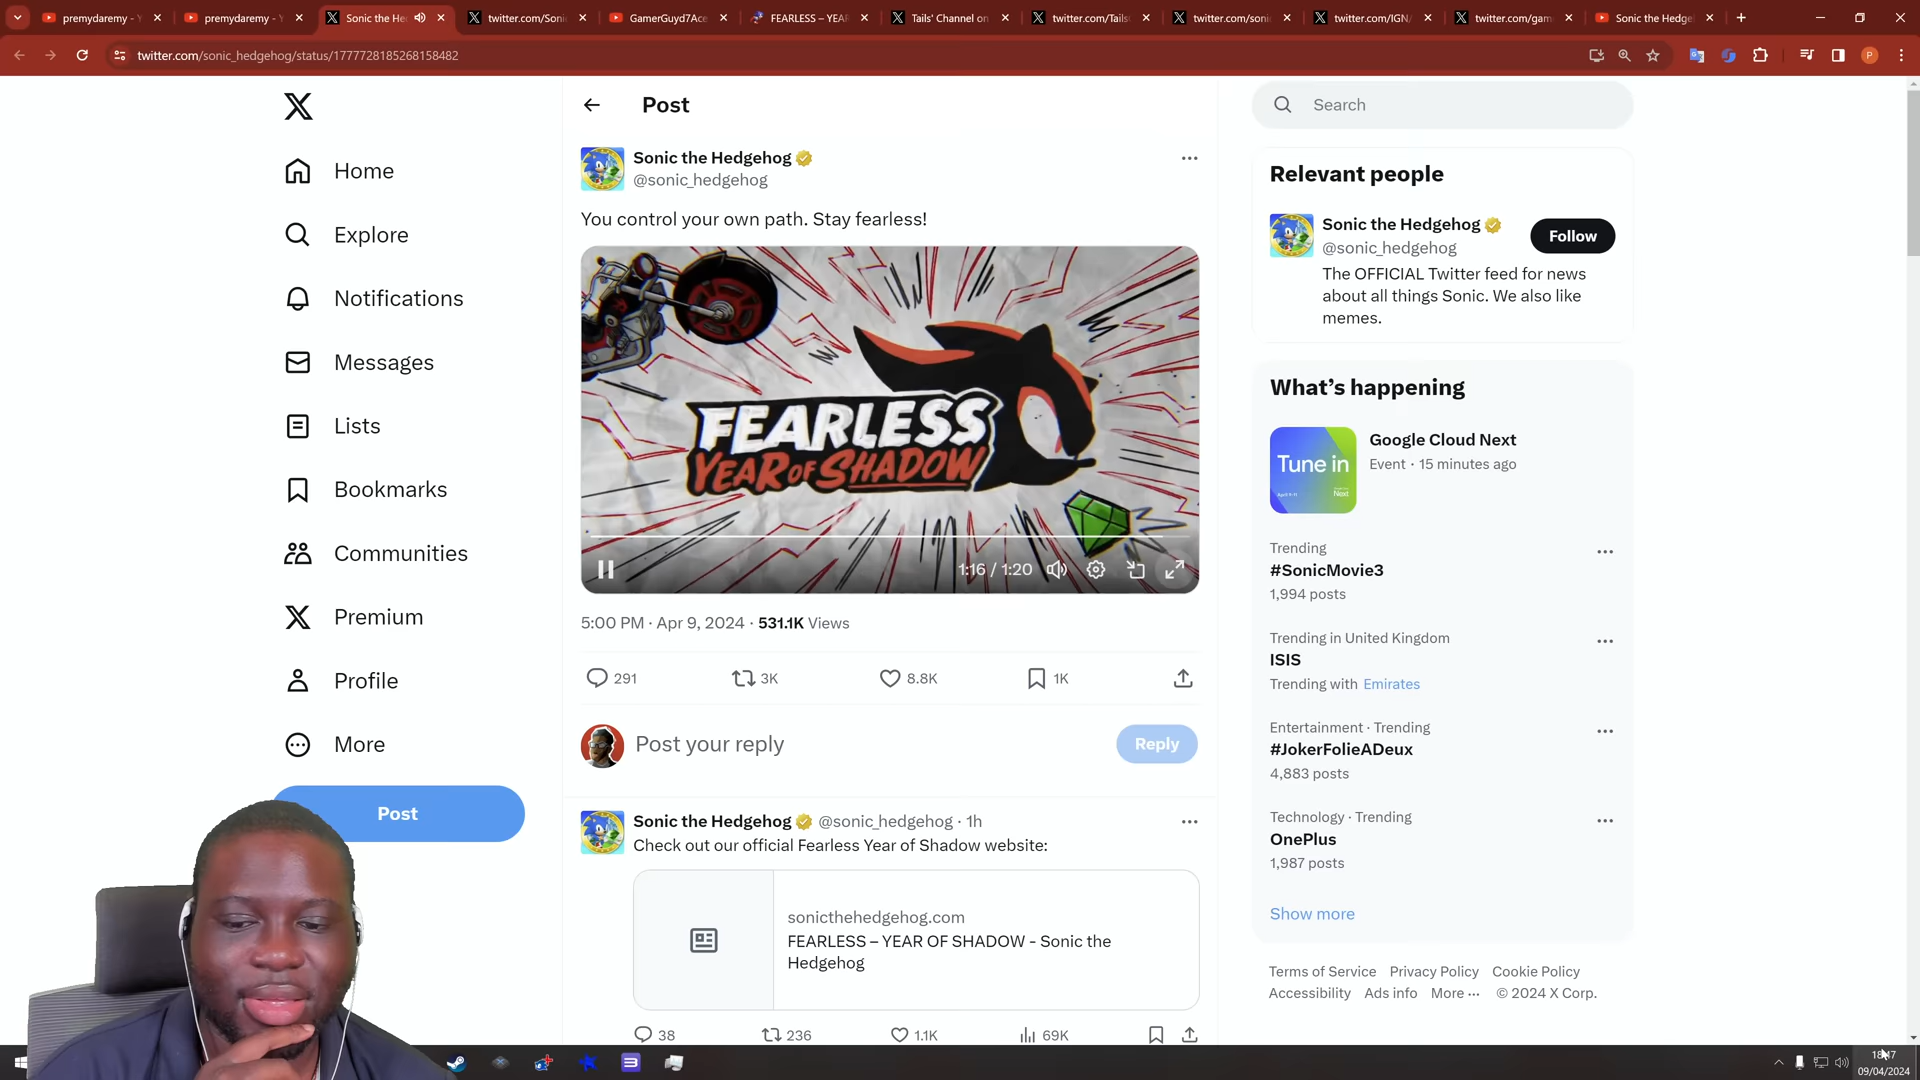 premydaremy - Y
premydaremy - Y
Sonic the He
twitter.com/Soni
GamerGuyd7Ace
FEARLESS – YEAR
Tails' Channel on
twitter.com/Tails
twitter.com/soni
twitter.com/IGN/
twitter.com/gam
Sonic the Hedge
twitter.com/sonic_hedgehog/status/1777728185268158482
P
X
Home
Explore
Notifications
Messages
Lists
Bookmarks
Communities
Premium
Profile
More
Post
Post
Sonic the Hedgehog
@sonic_hedgehog
You control your own path. Stay fearless!
FEARLESS
YEAR OF SHADOW
1:16 / 1:20
5:00 PM · Apr 9, 2024 · 531.1K Views
291
3K
8.8K
1K
Post your reply
Reply
Sonic the Hedgehog @sonic_hedgehog · 1h
Check out our official Fearless Year of Shadow website:
sonicthehedgehog.com
FEARLESS – YEAR OF SHADOW - Sonic the
Hedgehog
38
236
1.1K
69K
Search
Relevant people
Sonic the Hedgehog
@sonic_hedgehog
Follow
The OFFICIAL Twitter feed for news
about all things Sonic. We also like
memes.
What's happening
Tune in
Next
Google Cloud Next
Event · 15 minutes ago
Trending
#SonicMovie3
1,994 posts
Trending in United Kingdom
ISIS
Trending with Emirates
Entertainment · Trending
#JokerFolieADeux
4,883 posts
Technology · Trending
OnePlus
1,987 posts
Show more
Terms of Service Privacy Policy Cookie Policy
Accessibility Ads info More ··· © 2024 X Corp.
09/04/2024